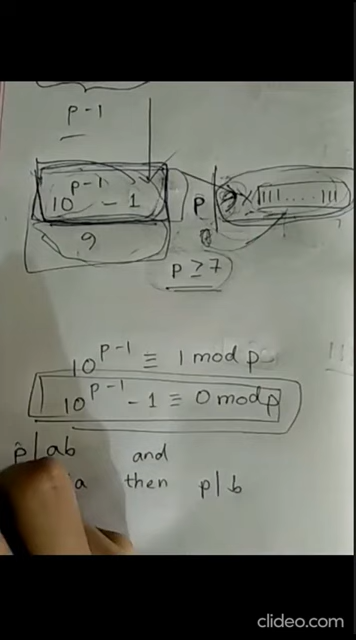 p-1
10^(p-1) - 1
9
p | 9 × 111....111
p ≥ 7
10^(p-1) ≡ 1 mod p
10^(p-1) - 1 ≡ 0 mod p
p | ab and
a then p | b
clideo.com